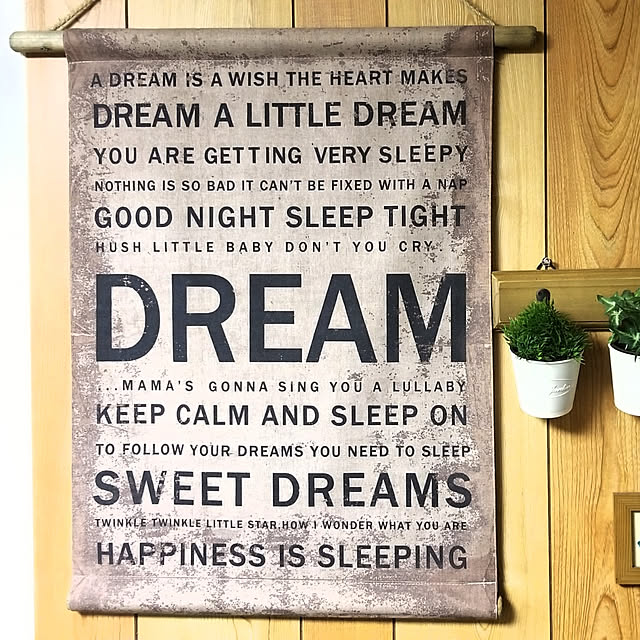 A DREAM IS A WISH THE HEART MAKES
DREAM A LITTLE DREAM
YOU ARE GETTING VERY SLEEPY
NOTHING IS SO BAD IT CAN'T BE FIXED WITH A NAP
GOOD NIGHT SLEEP TIGHT
HUSH LITTLE BABY DON'T YOU CRY..
DREAM
...MAMA'S GONNA SING YOU A LULLABY
KEEP CALM AND SLEEP ON
TO FOLLOW YOUR DREAMS YOU NEED TO SLEEP
SWEET DREAMS
TWINKLE TWINKLE LITTLE STAR,HOW I WONDER WHAT YOU ARE
HAPPINESS IS SLEEPING